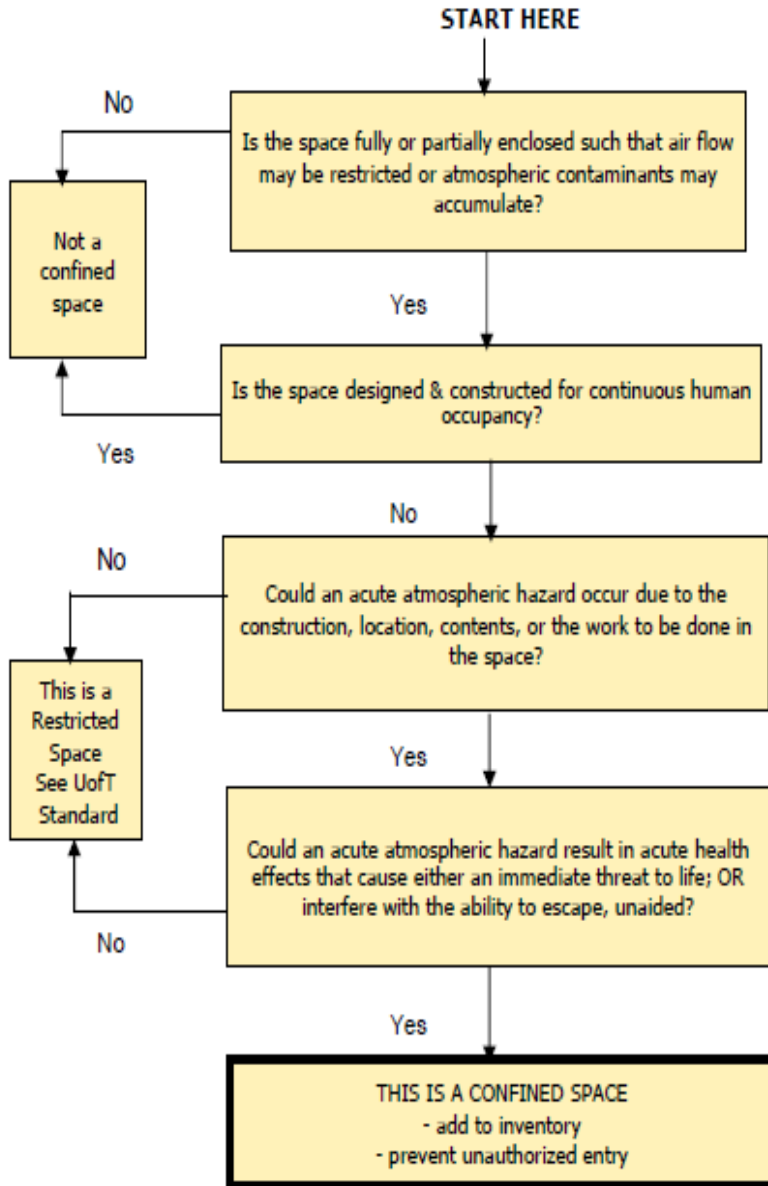 START HERE
No
Is the space fully or partially enclosed such that air flow
may be restricted or atmospheric contaminants may
accumulate?
Not a
confined
space
Yes
Is the space designed & constructed for continuous human
occupancy?
Yes
No
No
Could an acute atmospheric hazard occur due to the
construction, location, contents, or the work to be done in
the space?
This is a
Restricted
Space
See UofT
Standard
Yes
Could an acute atmospheric hazard result in acute health
effects that cause either an immediate threat to life; OR
interfere with the ability to escape, unaided?
No
Yes
THIS IS A CONFINED SPACE
- add to inventory
- prevent unauthorized entry